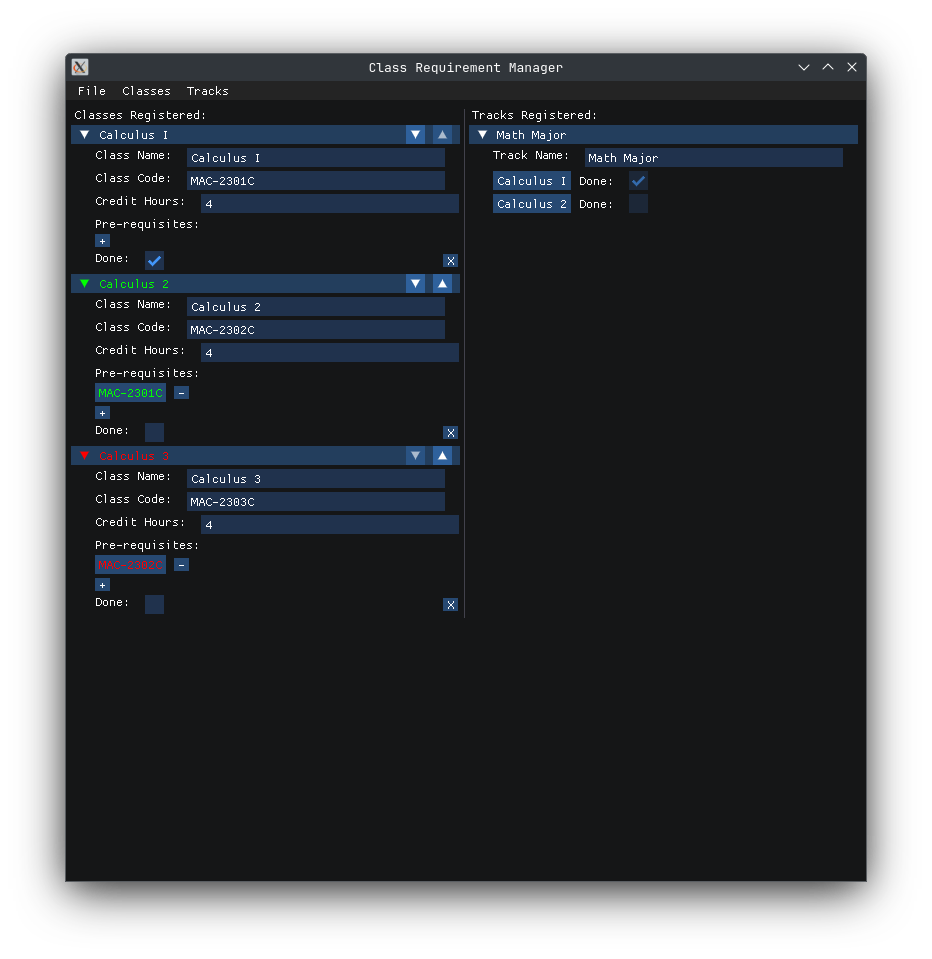 Class Requirement Manager
File Classes Tracks
Classes Registered:
Calculus I
Class Name: Calculus I
Class Code: MAC-2301C
Credit Hours: 4
Pre-requisites:
+
Done:
X
Calculus 2
Class Name: Calculus 2
Class Code: MAC-2302C
Credit Hours: 4
Pre-requisites:
MAC-2301C -
+
Done:
X
Calculus 3
Class Name: Calculus 3
Class Code: MAC-2303C
Credit Hours: 4
Pre-requisites:
MAC-2302C -
+
Done:
X
Tracks Registered:
Math Major
Track Name: Math Major
Calculus I Done:
Calculus 2 Done: